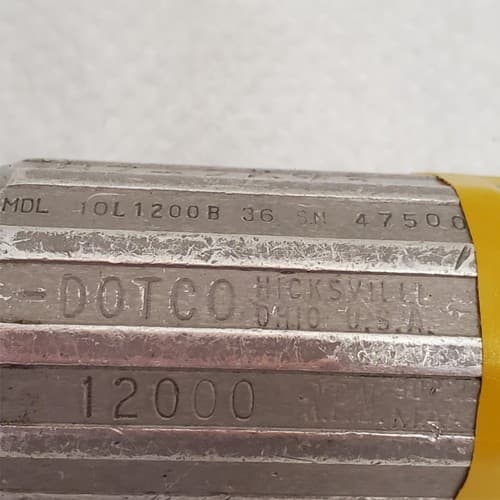 MDL 10L1200B 36 SN 47500
-DOTCO HICKSVILLE
OHIO U.S.A.
12000